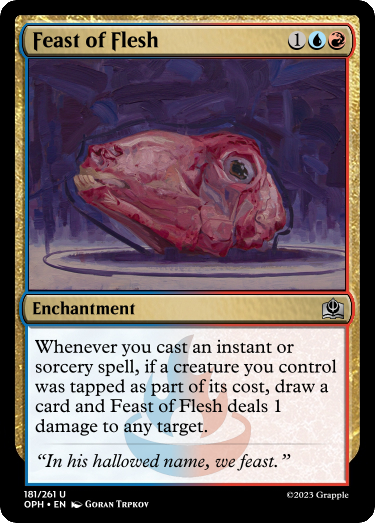 Feast of Flesh 1
Enchantment
Whenever you cast an instant or
sorcery spell, if a creature you control
was tapped as part of its cost, draw a
card and Feast of Flesh deals 1
damage to any target.
“In his hallowed name, we feast.”
181/261 U
OPH • EN Goran Trpkov
©2023 Grapple